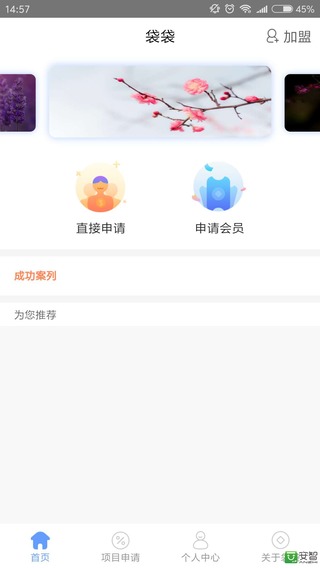 14:57
45%
袋袋
加盟
直接申请
申请会员
成功案列
为您推荐
首页
项目申请
个人中心
关于
安智